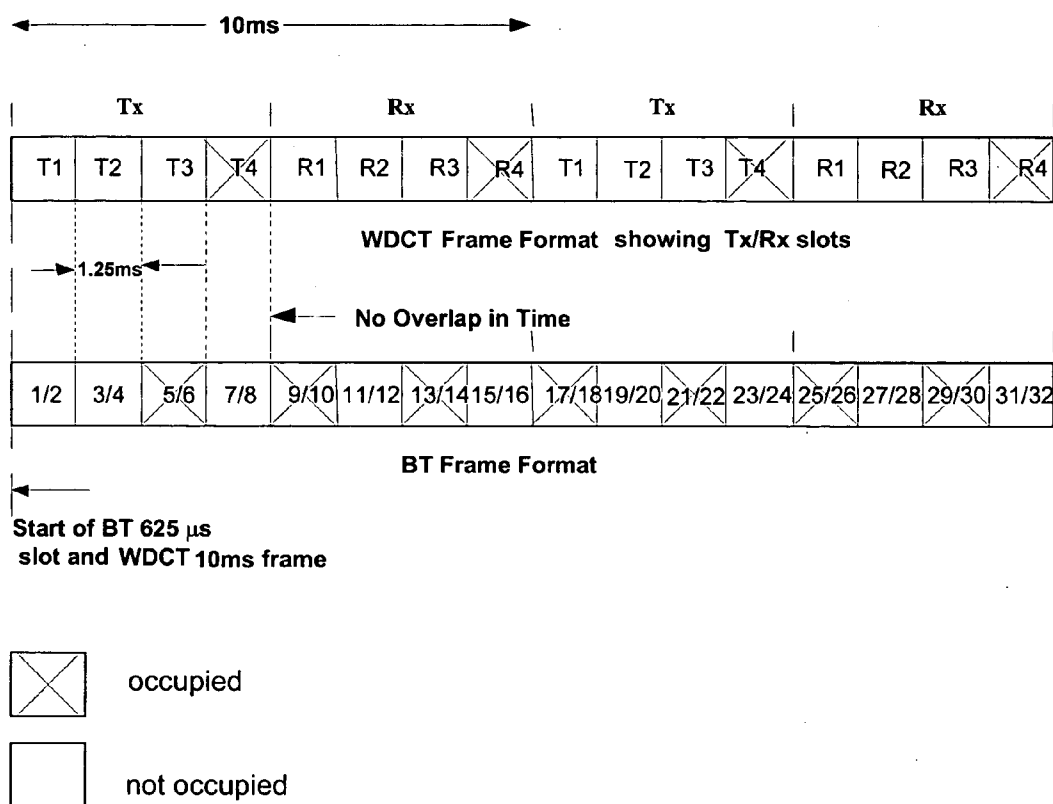 10ms
Tx Rx Tx Rx
T1 T2 T3 T4 R1 R2 R3 R4 T1 T2 T3 T4 R1 R2 R3 R4
WDCT Frame Format showing Tx/Rx slots
1.25ms
No Overlap in Time
1/2 3/4 5/6 7/8 9/10 11/12 13/14 15/16 17/18 19/20 21/22 23/24 25/26 27/28 29/30 31/32
BT Frame Format
Start of BT 625 μs
slot and WDCT 10ms frame
occupied
not occupied